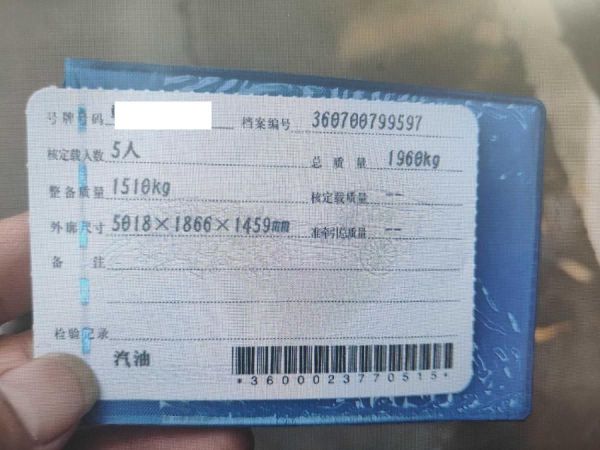 号牌号码 档案编号 360700799597
核定载人数 5人 总质量 1960kg
整备质量 1510kg 核定载质量 --
外廓尺寸 5018×1866×1459mm 准牵引总质量 --
备注
检验记录
汽油
*3600023770515*